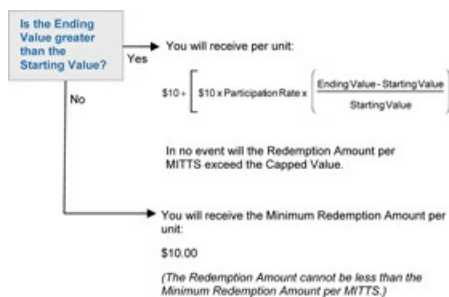 Is the Ending
Value greater
than the
Starting Value?
Yes
You will receive per unit:
$10 + [ $10 x Participation Rate x ( Ending Value - Starting Value
Starting Value )
In no event will the Redemption Amount per
MITTS exceed the Capped Value.
No
You will receive the Minimum Redemption Amount per
unit:
$10.00
(The Redemption Amount cannot be less than the
Minimum Redemption Amount per MITTS.)